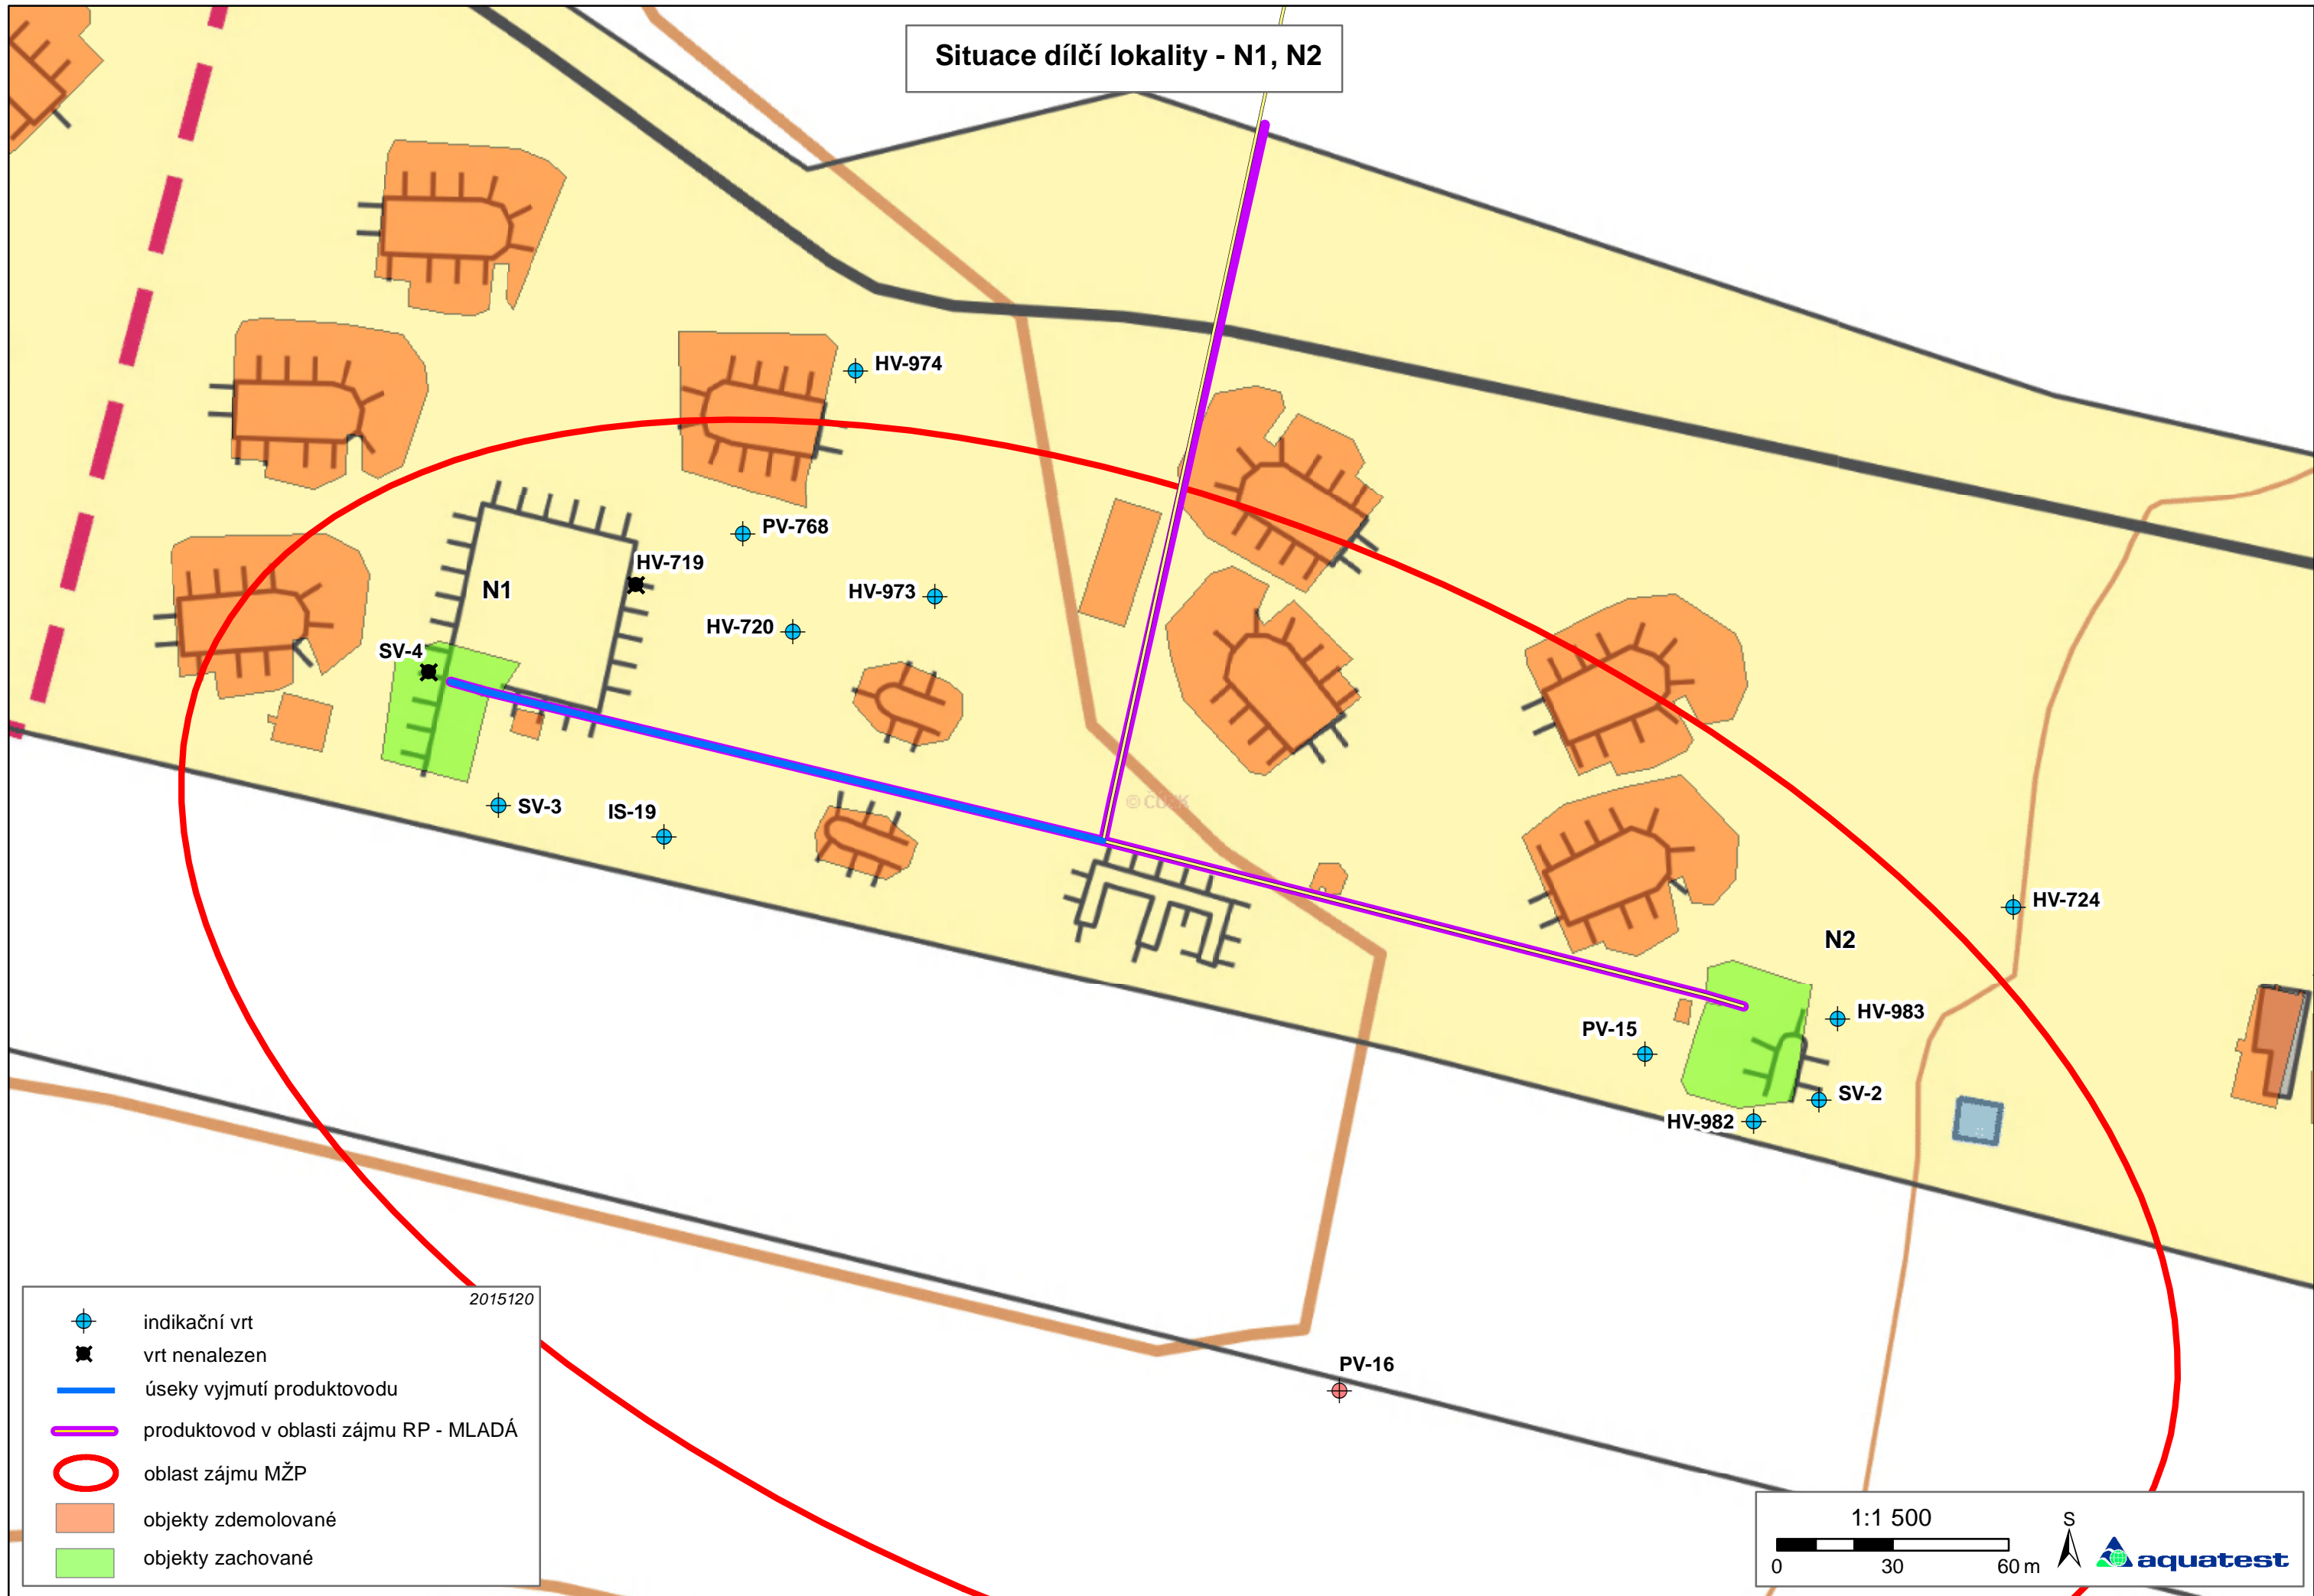 Situace dílčí lokality - N1, N2
HV-974
PV-768
HV-719
N1
HV-973
HV-720
SV-4
© ČÚZK
SV-3
IS-19
HV-724
N2
HV-983
PV-15
SV-2
HV-982
PV-16
2015120
indikační vrt
vrt nenalezen
úseky vyjmutí produktovodu
produktovod v oblasti zájmu RP - MLADÁ
oblast zájmu MŽP
objekty zdemolované
objekty zachované
1:1 500
S
0 30 60 m
aquatest